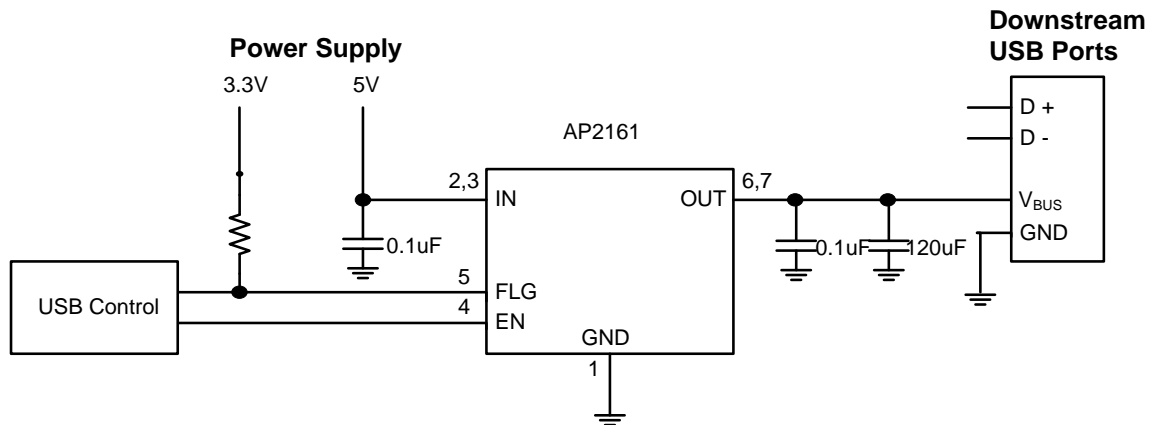 Power Supply
3.3V
5V
Downstream
USB Ports
AP2161
D +
D -
2,3
IN
OUT
6,7
V_BUS
GND
0.1uF
0.1uF
120uF
USB Control
5
FLG
4
EN
GND
1